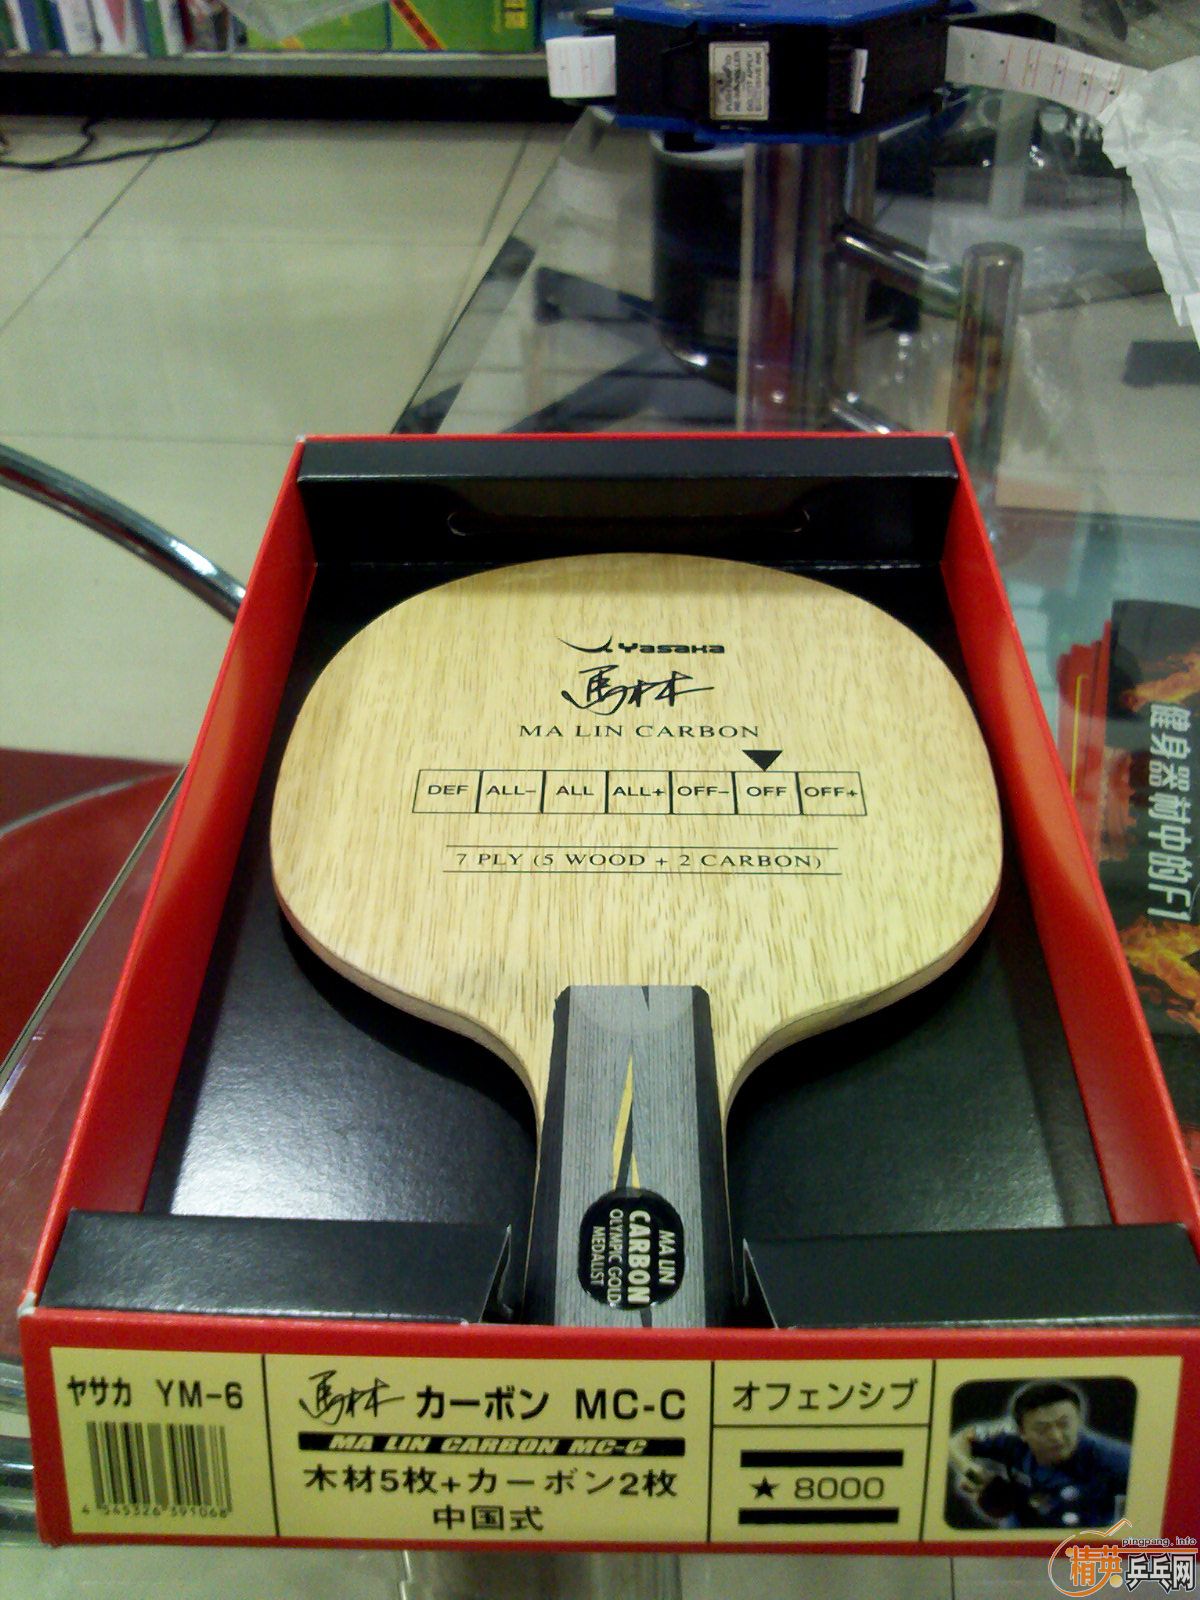 Yasaka
馬林
MA LIN CARBON
DEF ALL- ALL ALL+ OFF- OFF OFF+
7 PLY (5 WOOD + 2 CARBON)
MA LIN
CARBON
OLYMPIC GOLD
MEDALIST
健身器材中的F1
ヤサカ YM-6
4 545326 391068
馬林 カーボン MC-C
MA LIN CARBON MC-C
木材5枚+カーボン2枚
中国式
オフェンシブ
★ 8000
pingpang.info
精英乒乓网